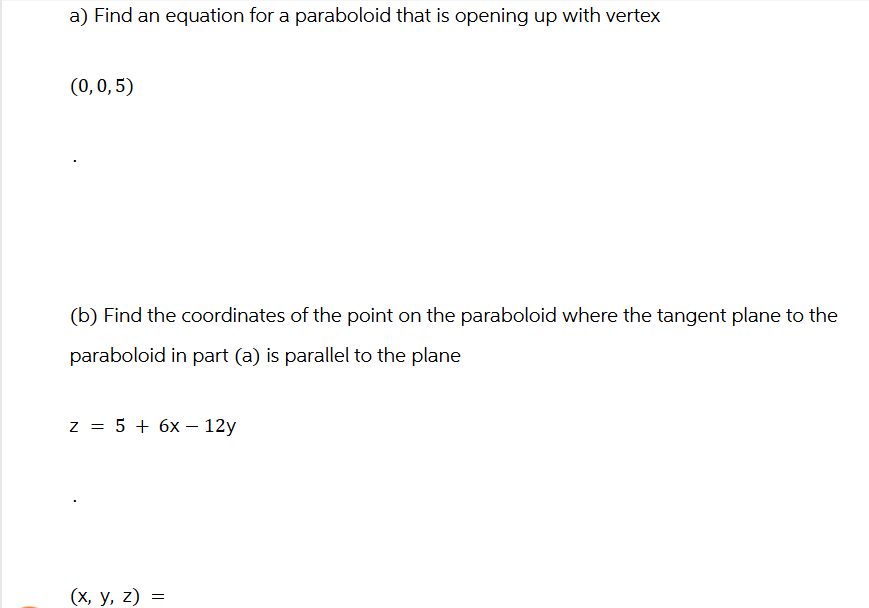 a) Find an equation for a paraboloid that is opening up with vertex
(0, 0, 5)
.
(b) Find the coordinates of the point on the paraboloid where the tangent plane to the
paraboloid in part (a) is parallel to the plane
z = 5 + 6x − 12y
.
(x, y, z) =